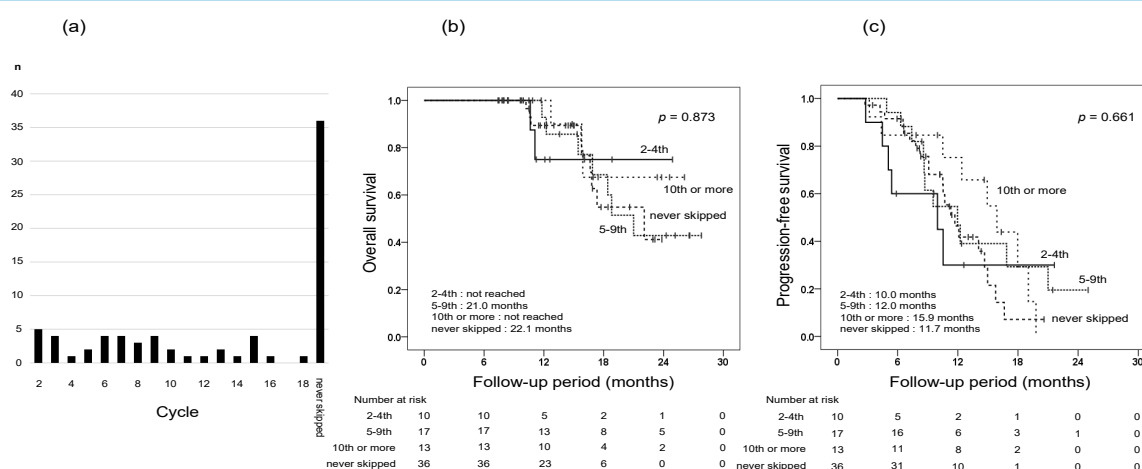 (a)
n
40
35
30
25
20
15
10
5
0
2 4 6 8 10 12 14 16 18 never skipped
Cycle
(b)
Overall survival
1.0
0.8
0.6
0.4
0.2
0.0
p = 0.873
2-4th
10th or more
never skipped
5-9th
2-4th : not reached
5-9th : 21.0 months
10th or more : not reached
never skipped : 22.1 months
0 6 12 18 24 30
Follow-up period (months)
Number at risk
2-4th 10 10 5 2 1 0
5-9th 17 17 13 8 5 0
10th or more 13 13 10 4 2 0
never skipped 36 36 23 6 0 0
(c)
Progression-free survival
1.0
0.8
0.6
0.4
0.2
0.0
p = 0.661
10th or more
2-4th
5-9th
never skipped
2-4th : 10.0 months
5-9th : 12.0 months
10th or more : 15.9 months
never skipped : 11.7 months
0 6 12 18 24 30
Follow-up period (months)
Number at risk
2-4th 10 5 2 1 0 0
5-9th 17 16 6 3 1 0
10th or more 13 11 8 2 0 0
never skipped 36 31 10 1 0 0